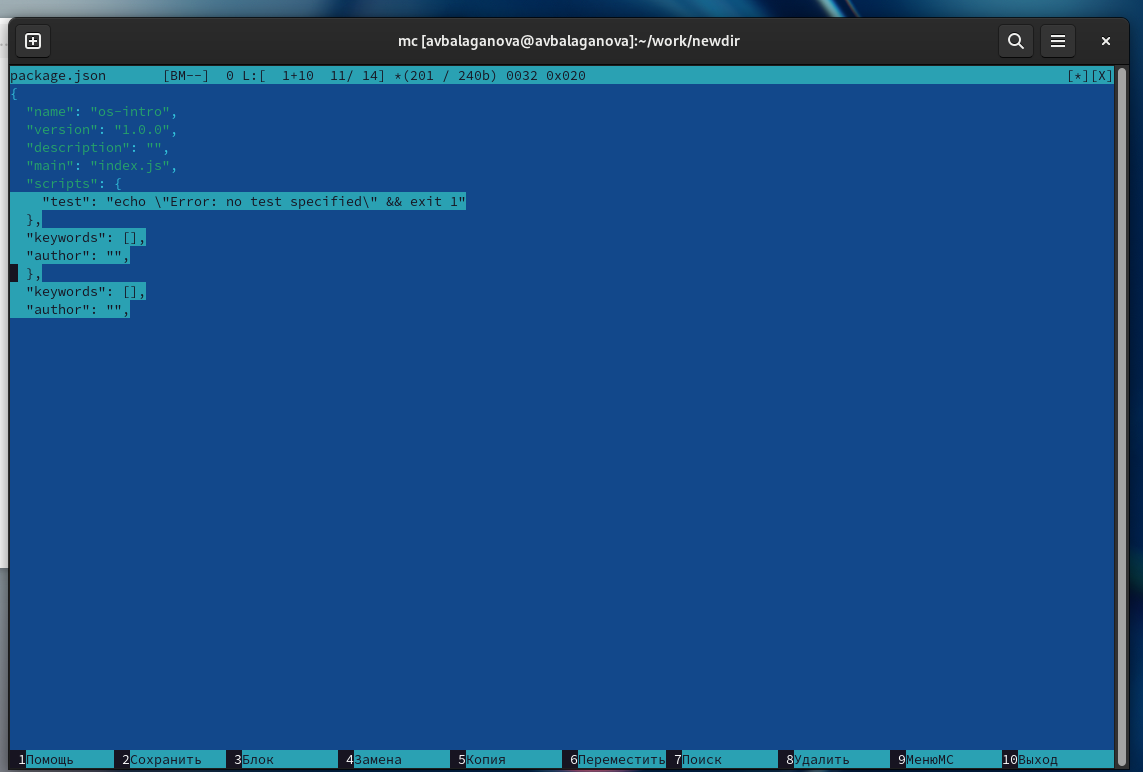 mc [avbalaganova@avbalaganova]:~/work/newdir
package.json       [BM--]  0 L:[  1+10  11/ 14] *(201 / 240b) 0032 0x020                                                            [*][X]
{
  "name": "os-intro",
  "version": "1.0.0",
  "description": "",
  "main": "index.js",
  "scripts": {
    "test": "echo \"Error: no test specified\" && exit 1"
  },
  "keywords": [],
  "author": "",
  },
  "keywords": [],
  "author": "",
1Помощь 2Сохранить 3Блок 4Замена 5Копия 6Переместить 7Поиск 8Удалить 9МенюMC 10Выход